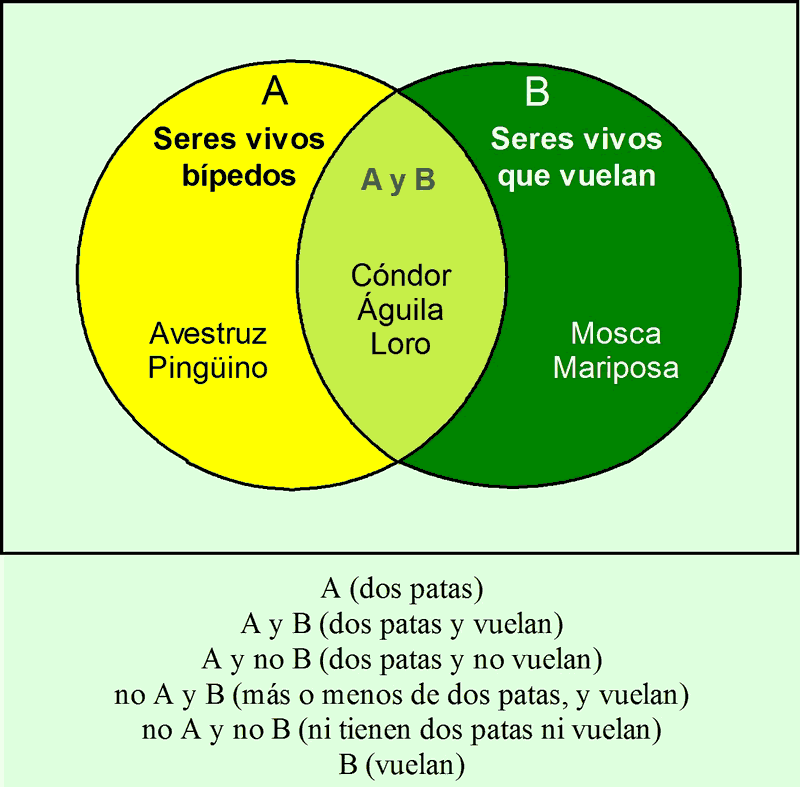 A
Seres vivos
bípedos
B
Seres vivos
que vuelan
A y B
Cóndor
Águila
Loro
Avestruz
Pingüino
Mosca
Mariposa
A (dos patas)
A y B (dos patas y vuelan)
A y no B (dos patas y no vuelan)
no A y B (más o menos de dos patas, y vuelan)
no A y no B (ni tienen dos patas ni vuelan)
B (vuelan)